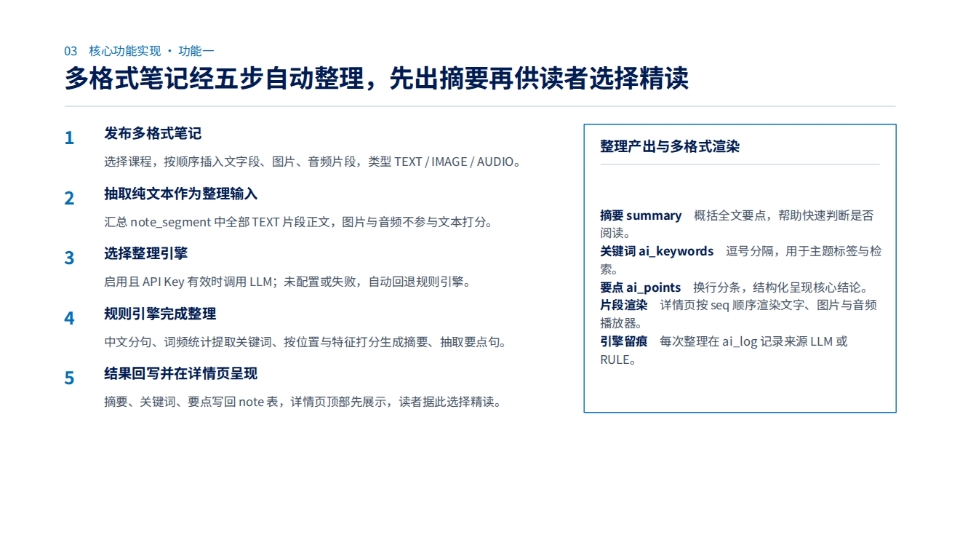 03 核心功能实现 · 功能一
多格式笔记经五步自动整理，先出摘要再供读者选择精读
1 发布多格式笔记
选择课程，按顺序插入文字段、图片、音频片段，类型 TEXT / IMAGE / AUDIO。
2 抽取纯文本作为整理输入
汇总 note_segment 中全部 TEXT 片段正文，图片与音频不参与文本打分。
3 选择整理引擎
启用且 API Key 有效时调用 LLM；未配置或失败，自动回退规则引擎。
4 规则引擎完成整理
中文分句、词频统计提取关键词、按位置与特征打分生成摘要、抽取要点句。
5 结果回写并在详情页呈现
摘要、关键词、要点写回 note 表，详情页顶部先展示，读者据此选择精读。
整理产出与多格式渲染
摘要 summary 概括全文要点，帮助快速判断是否
阅读。
关键词 ai_keywords 逗号分隔，用于主题标签与检
索。
要点 ai_points 换行分条，结构化呈现核心结论。
片段渲染 详情页按 seq 顺序渲染文字、图片与音频
播放器。
引擎留痕 每次整理在 ai_log 记录来源 LLM 或
RULE。